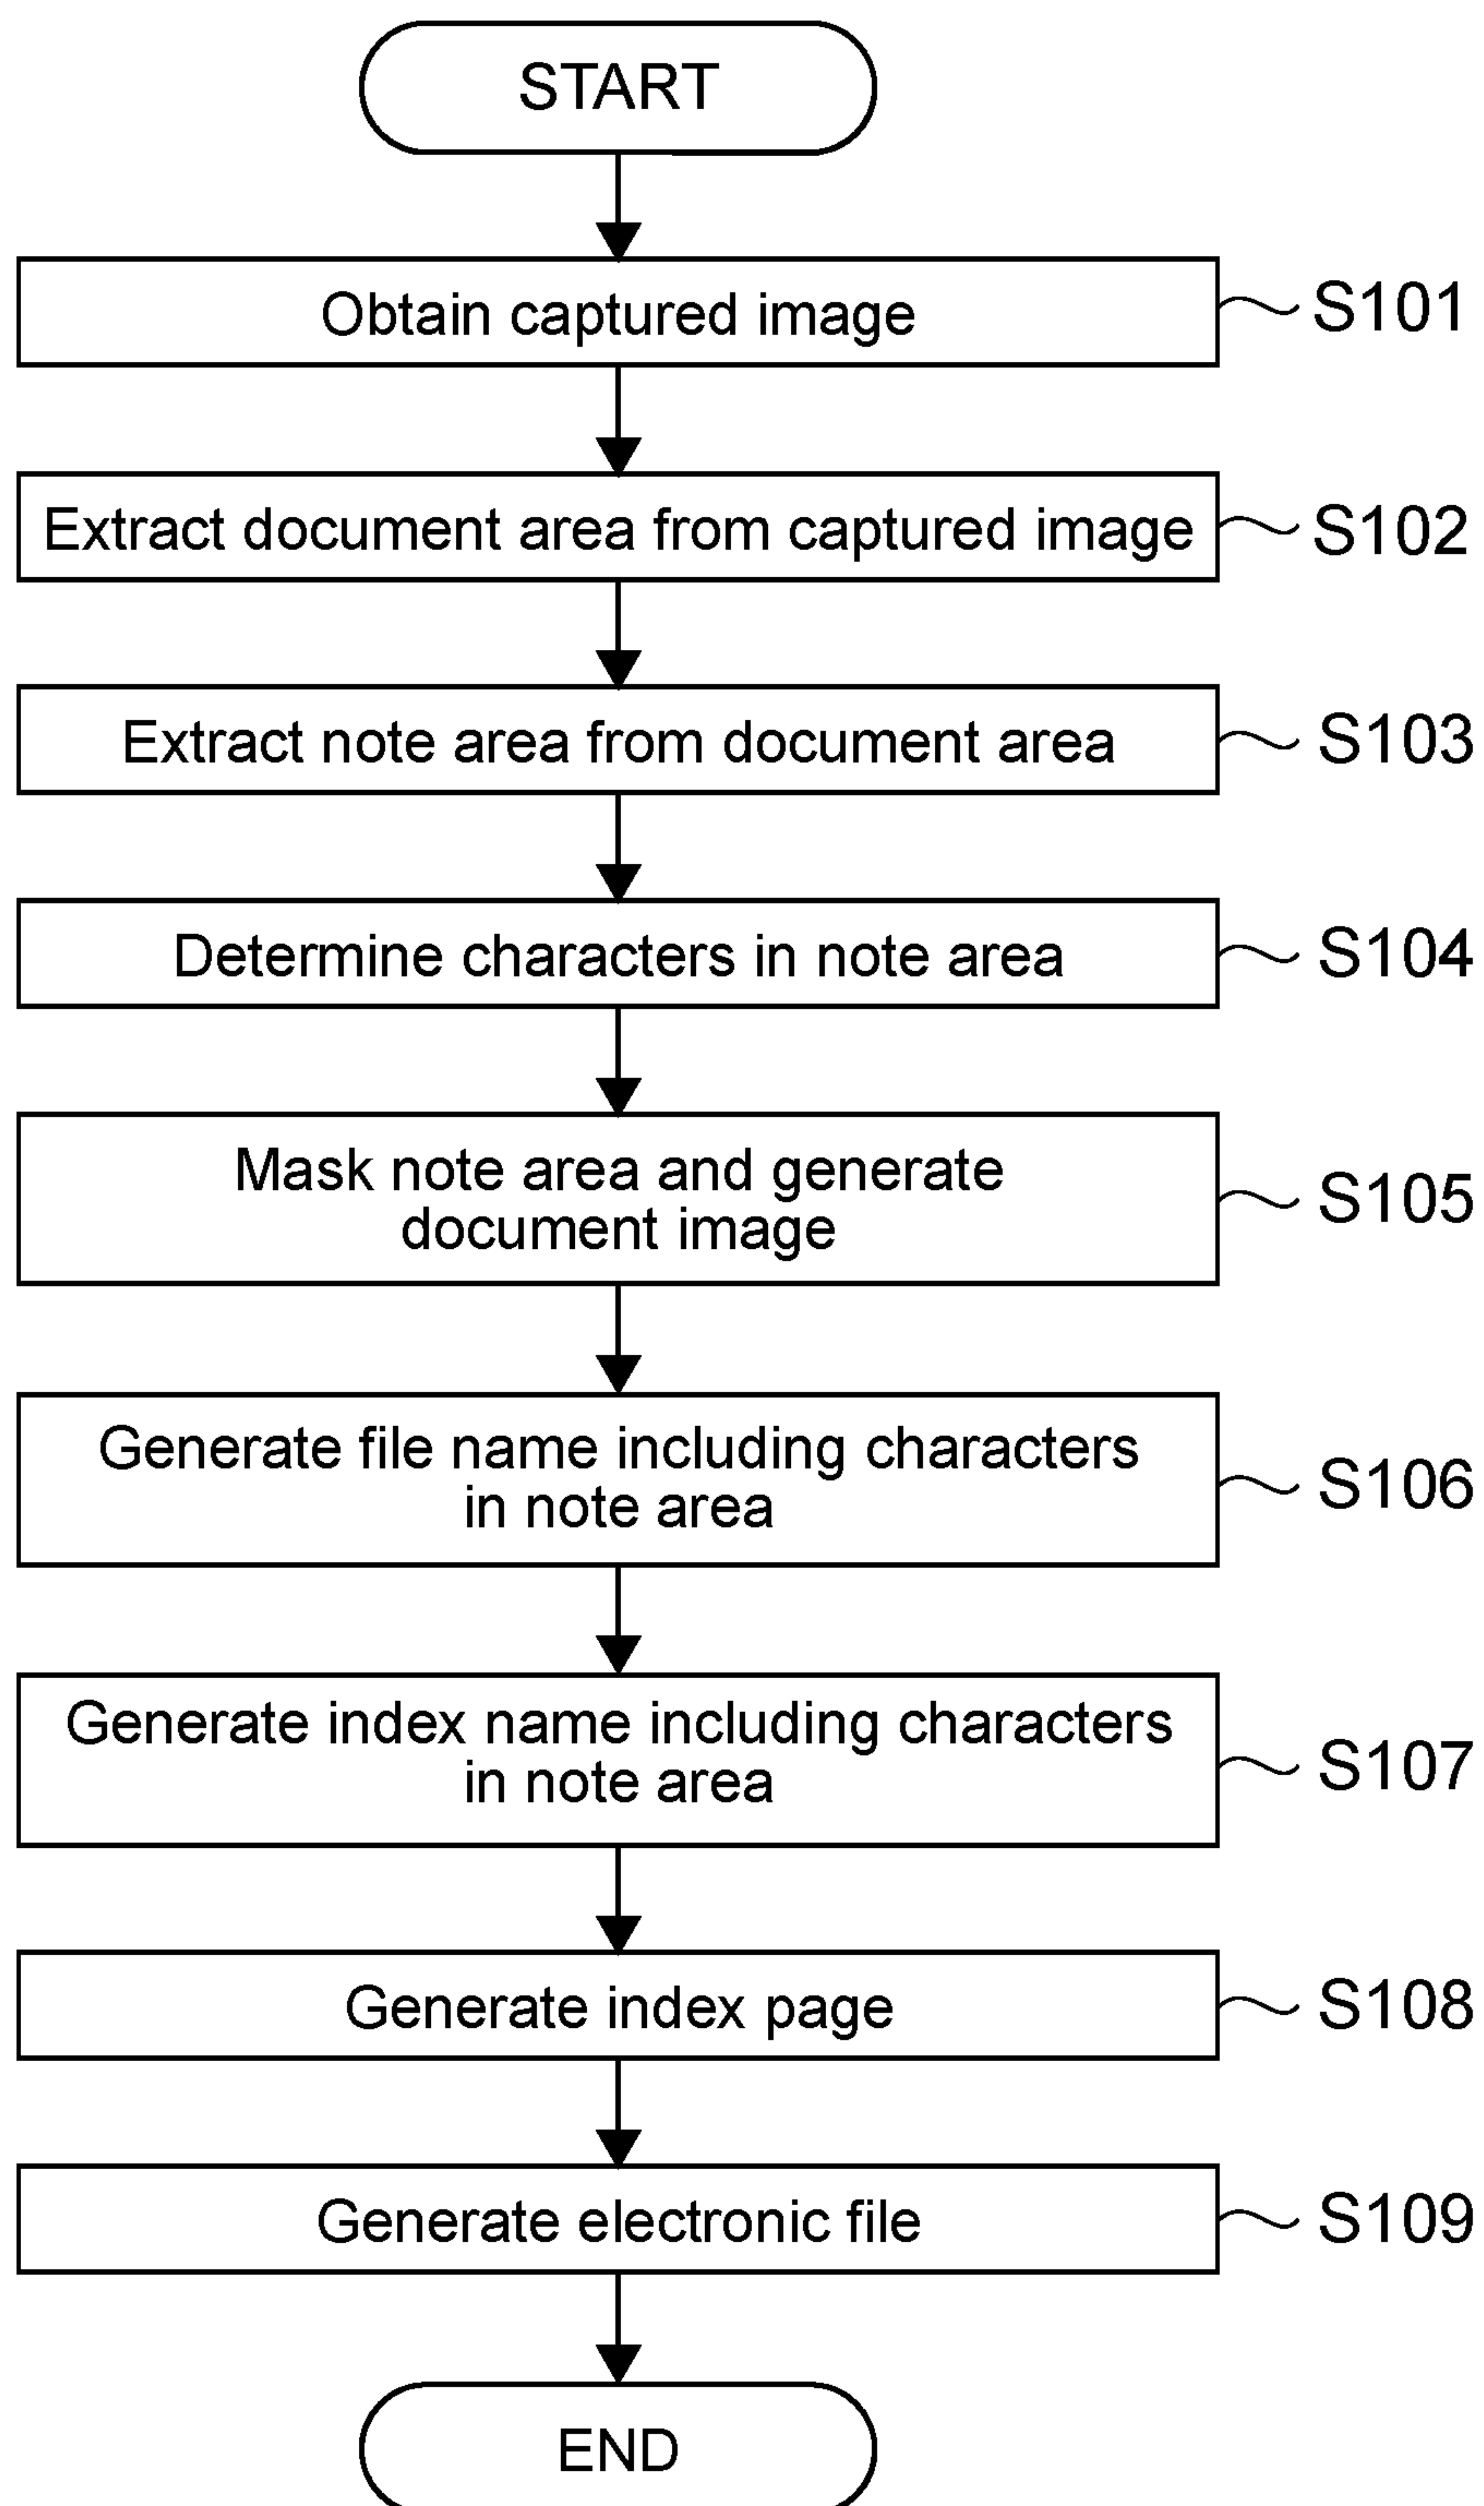 START
Obtain captured image
S101
Extract document area from captured image
S102
Extract note area from document area
S103
Determine characters in note area
S104
Mask note area and generate
document image
S105
Generate file name including characters
in note area
S106
Generate index name including characters
in note area
S107
Generate index page
S108
Generate electronic file
S109
END